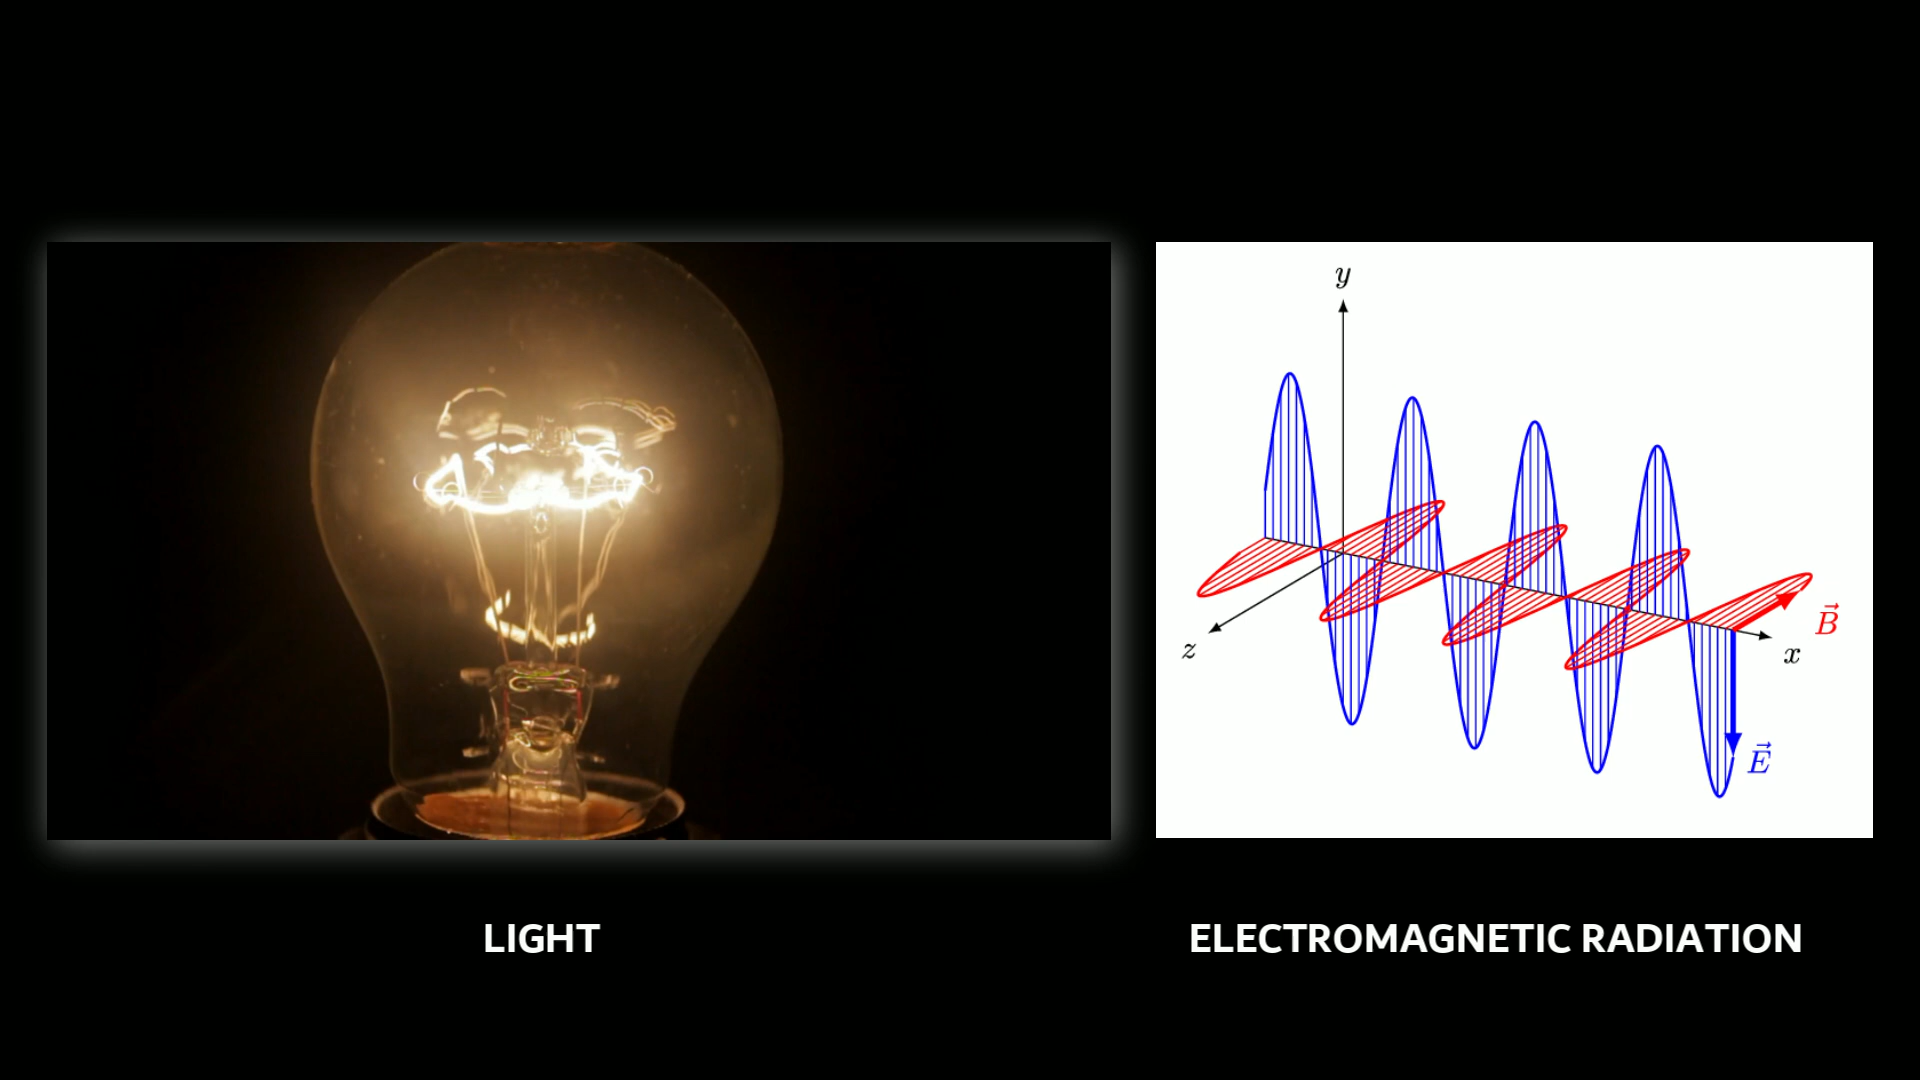 y
z
x
B⃗
E⃗
LIGHT
ELECTROMAGNETIC RADIATION